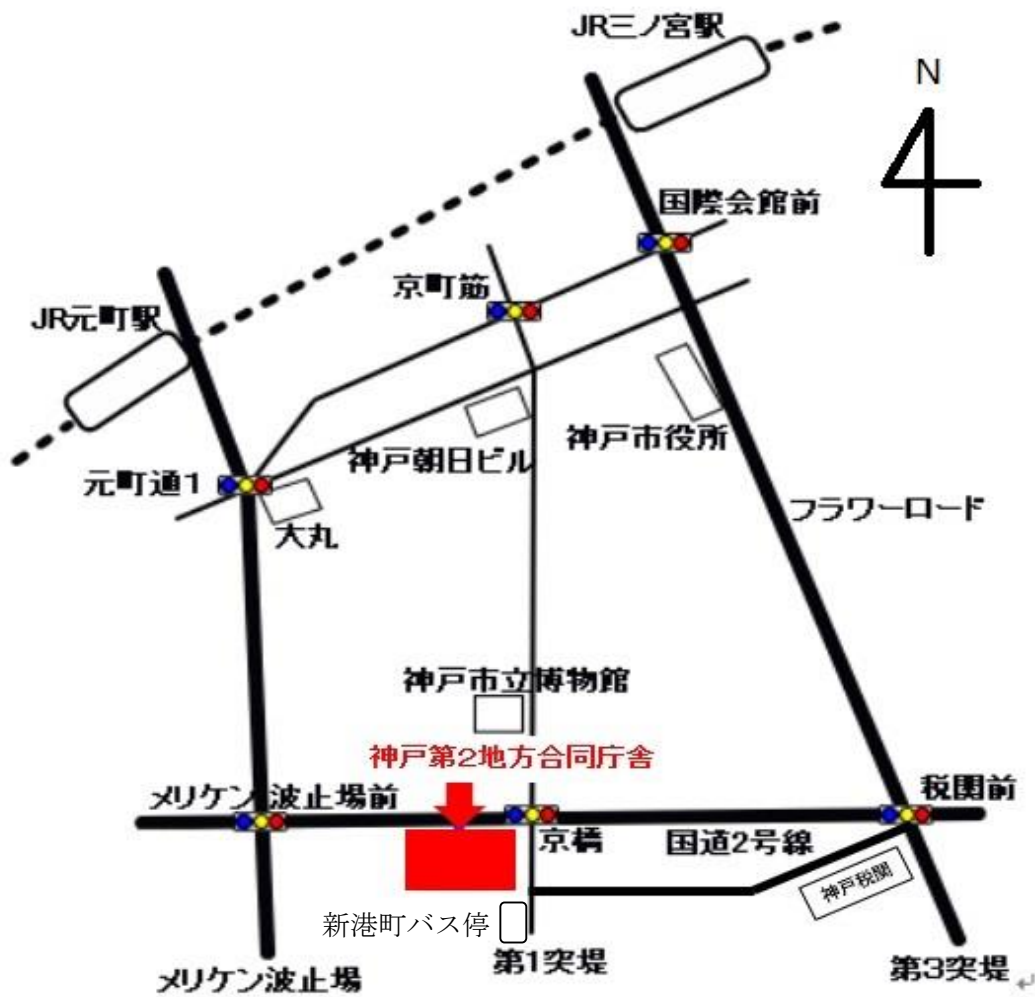 JR三ノ宮駅
N
国際会館前
京町筋
JR元町駅
神戸市役所
神戸朝日ビル
元町通1
フラワーロード
大丸
神戸市立博物館
神戸第2地方合同庁舎
税関前
メリケン波止場前
京橋
国道2号線
神戸税関
新港町バス停
第1突堤
第3突堤
メリケン波止場